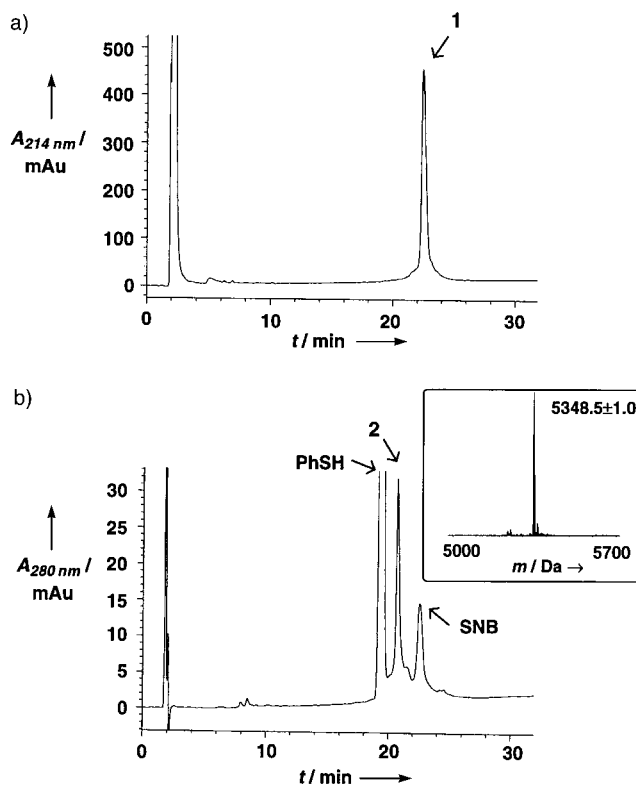 a)
1
500
400
300
200
100
0
A214 nm /
mAu
0 10 20 30
t / min
b)
5348.5±1.0
5000 5700
m / Da →
2
PhSH
SNB
30
25
20
15
10
5
0
A280 nm /
mAu
0 10 20 30
t / min